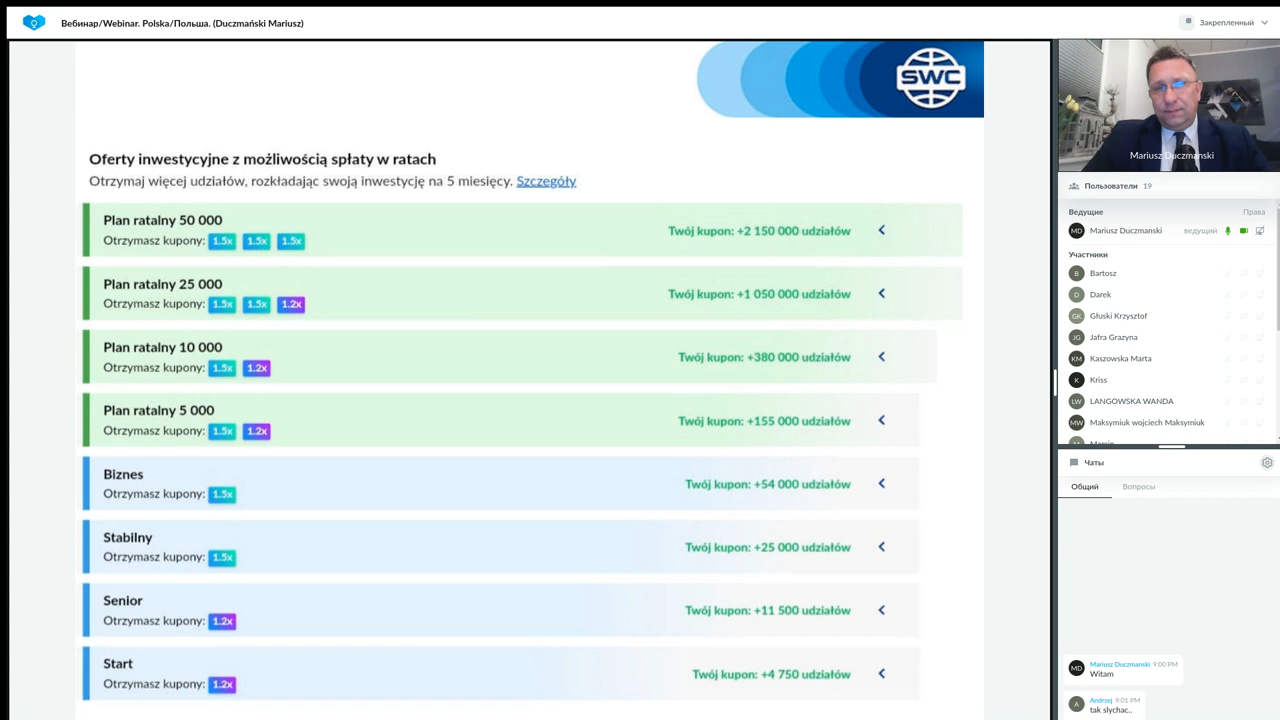 Вебинар/Webinar. Polska/Польша. (Duczmański Mariusz)
Закрепленный
SWC
Oferty inwestycyjne z możliwością spłaty w ratach
Otrzymaj więcej udziałów, rozkładając swoją inwestycję na 5 miesięcy. Szczegóły
Plan ratalny 50 000
Otrzymasz kupony: 1.5x 1.5x 1.5x
Twój kupon: +2 150 000 udziałów
Plan ratalny 25 000
Otrzymasz kupony: 1.5x 1.5x 1.2x
Twój kupon: +1 050 000 udziałów
Plan ratalny 10 000
Otrzymasz kupony: 1.5x 1.2x
Twój kupon: +380 000 udziałów
Plan ratalny 5 000
Otrzymasz kupony: 1.5x 1.2x
Twój kupon: +155 000 udziałów
Biznes
Otrzymasz kupony: 1.5x
Twój kupon: +54 000 udziałów
Stabilny
Otrzymasz kupony: 1.5x
Twój kupon: +25 000 udziałów
Senior
Otrzymasz kupony: 1.2x
Twój kupon: +11 500 udziałów
Start
Otrzymasz kupony: 1.2x
Twój kupon: +4 750 udziałów
Mariusz Duczmanski
Пользователи 19
Ведущие Права
MD Mariusz Duczmanski ведущий
Участники
B Bartosz
D Darek
GK Głuski Krzysztof
JG Jafra Grazyna
KM Kaszowska Marta
K Kriss
LW LANGOWSKA WANDA
MW Maksymiuk wojciech Maksymiuk
Чаты
Общий Вопросы
MD Mariusz Duczmanski 9:00 PM
Witam
A Andrzej 9:01 PM
tak slychac..